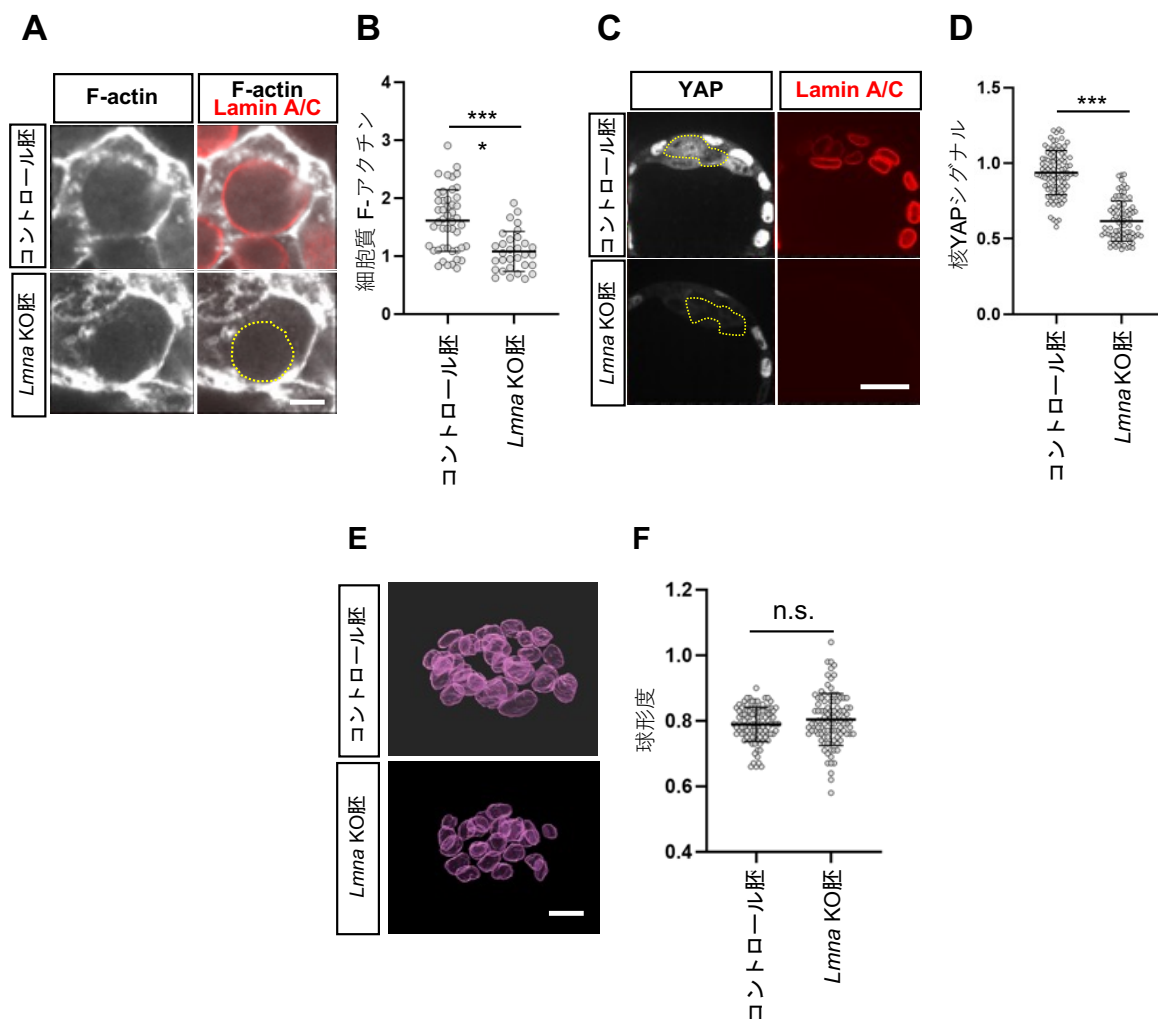 A
F-actin
F-actin
Lamin A/C
コントロール胚
Lmna KO胚
B
細胞質 F-アクチン
4
3
2
1
0
***
*
コントロール胚
Lmna KO胚
C
YAP
Lamin A/C
コントロール胚
Lmna KO胚
D
核YAPシグナル
1.5
1.0
0.5
0.0
***
コントロール胚
Lmna KO胚
E
コントロール胚
Lmna KO胚
F
球形度
1.2
1.0
0.8
0.6
0.4
n.s.
コントロール胚
Lmna KO胚